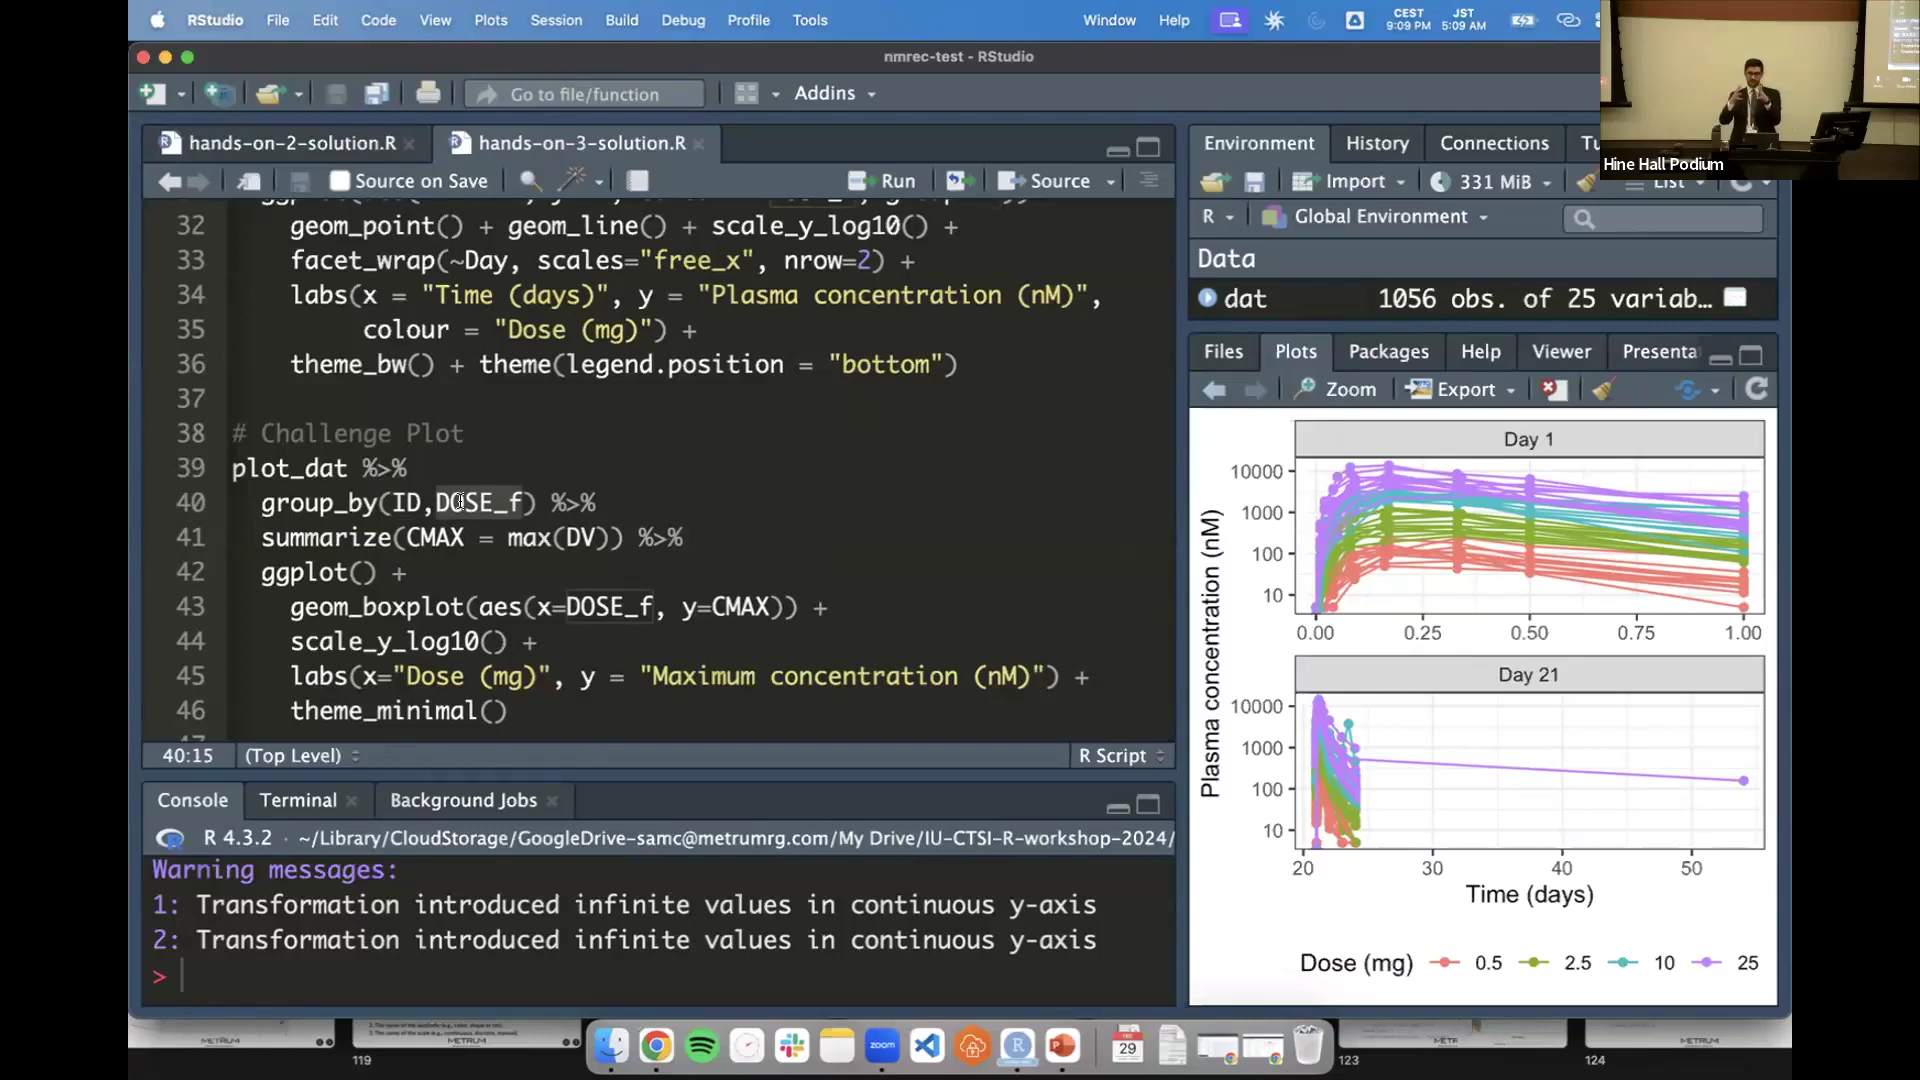 RStudio File Edit Code View Plots Session Build Debug Profile Tools Window Help CEST 9:09 PM JST 5:09 AM
nmrec-test - RStudio
Go to file/function Addins
hands-on-2-solution.R hands-on-3-solution.R
Source on Save Run Source
32 geom_point() + geom_line() + scale_y_log10() +
33 facet_wrap(~Day, scales="free_x", nrow=2) +
34 labs(x = "Time (days)", y = "Plasma concentration (nM)",
35 colour = "Dose (mg)") +
36 theme_bw() + theme(legend.position = "bottom")
37
38 # Challenge Plot
39 plot_dat %>%
40 group_by(ID,DOSE_f) %>%
41 summarize(CMAX = max(DV)) %>%
42 ggplot() +
43 geom_boxplot(aes(x=DOSE_f, y=CMAX)) +
44 scale_y_log10() +
45 labs(x="Dose (mg)", y = "Maximum concentration (nM)") +
46 theme_minimal()
40:15 (Top Level) R Script
Console Terminal Background Jobs
R 4.3.2 · ~/Library/CloudStorage/GoogleDrive-samc@metrumrg.com/My Drive/IU-CTSI-R-workshop-2024/
Warning messages:
1: Transformation introduced infinite values in continuous y-axis
2: Transformation introduced infinite values in continuous y-axis
>
Environment History Connections Tu
Import 331 MiB List
R Global Environment
Data
dat 1056 obs. of 25 variab…
Files Plots Packages Help Viewer Presenta
Zoom Export
Day 1
10000
1000
100
10
0.00 0.25 0.50 0.75 1.00
Plasma concentration (nM)
Day 21
10000
1000
100
10
20 30 40 50
Time (days)
Dose (mg) 0.5 2.5 10 25
Hine Hall Podium
METRUM
119
METRUM
zoom
29
123
124
METRUM